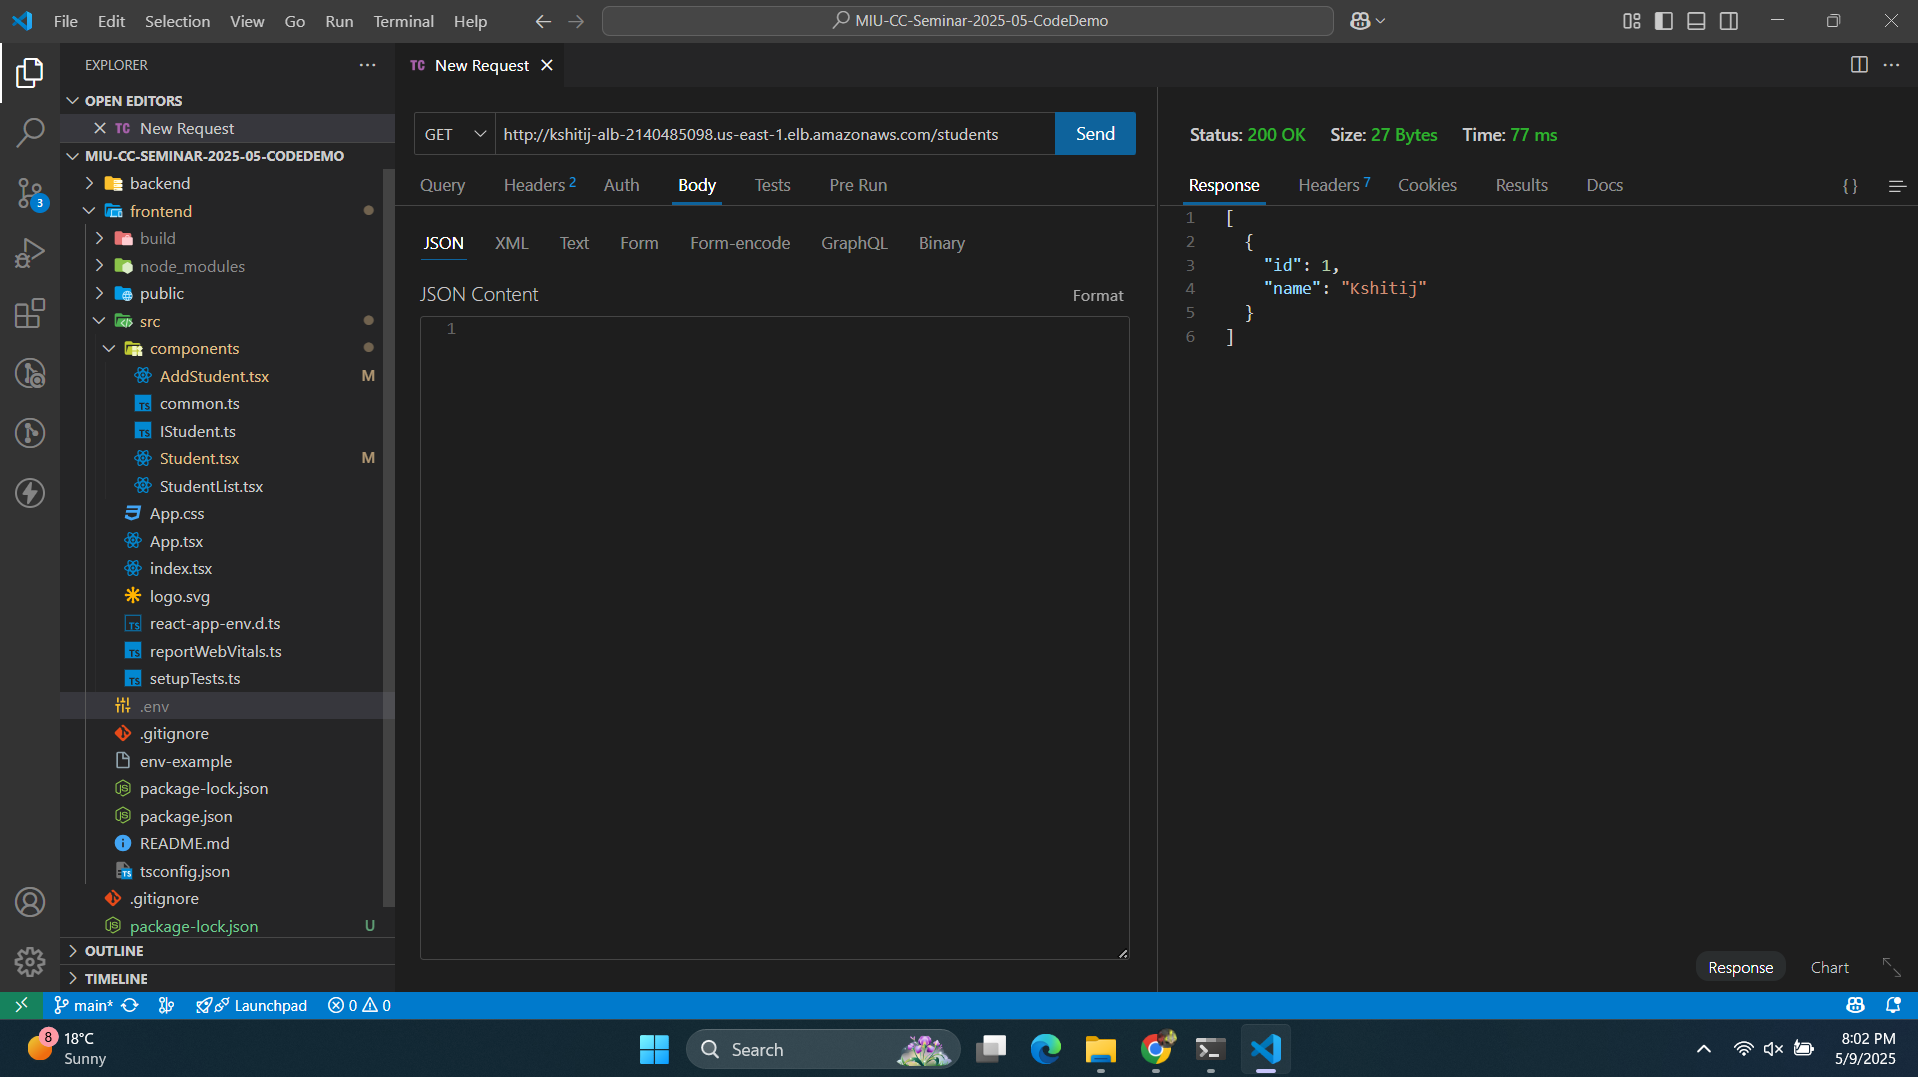 File Edit Selection View Go Run Terminal Help
MIU-CC-Seminar-2025-05-CodeDemo
EXPLORER
OPEN EDITORS
TC New Request
MIU-CC-SEMINAR-2025-05-CODEDEMO
backend
frontend
build
node_modules
public
src
components
AddStudent.tsx M
TS common.ts
TS IStudent.ts
Student.tsx M
StudentList.tsx
App.css
App.tsx
index.tsx
logo.svg
TS react-app-env.d.ts
TS reportWebVitals.ts
TS setupTests.ts
.env
.gitignore
env-example
package-lock.json
package.json
README.md
TS tsconfig.json
.gitignore
package-lock.json U
OUTLINE
TIMELINE
3
TC New Request
GET http://kshitij-alb-2140485098.us-east-1.elb.amazonaws.com/students Send
Query Headers 2 Auth Body Tests Pre Run
JSON XML Text Form Form-encode GraphQL Binary
JSON Content Format
1
Status: 200 OK Size: 27 Bytes Time: 77 ms
Response Headers 7 Cookies Results Docs { }
1 [
2 {
3 "id": 1,
4 "name": "Kshitij"
5 }
6 ]
Response Chart
main* Launchpad 0 0
8 18°C
Sunny
Search
8:02 PM
5/9/2025